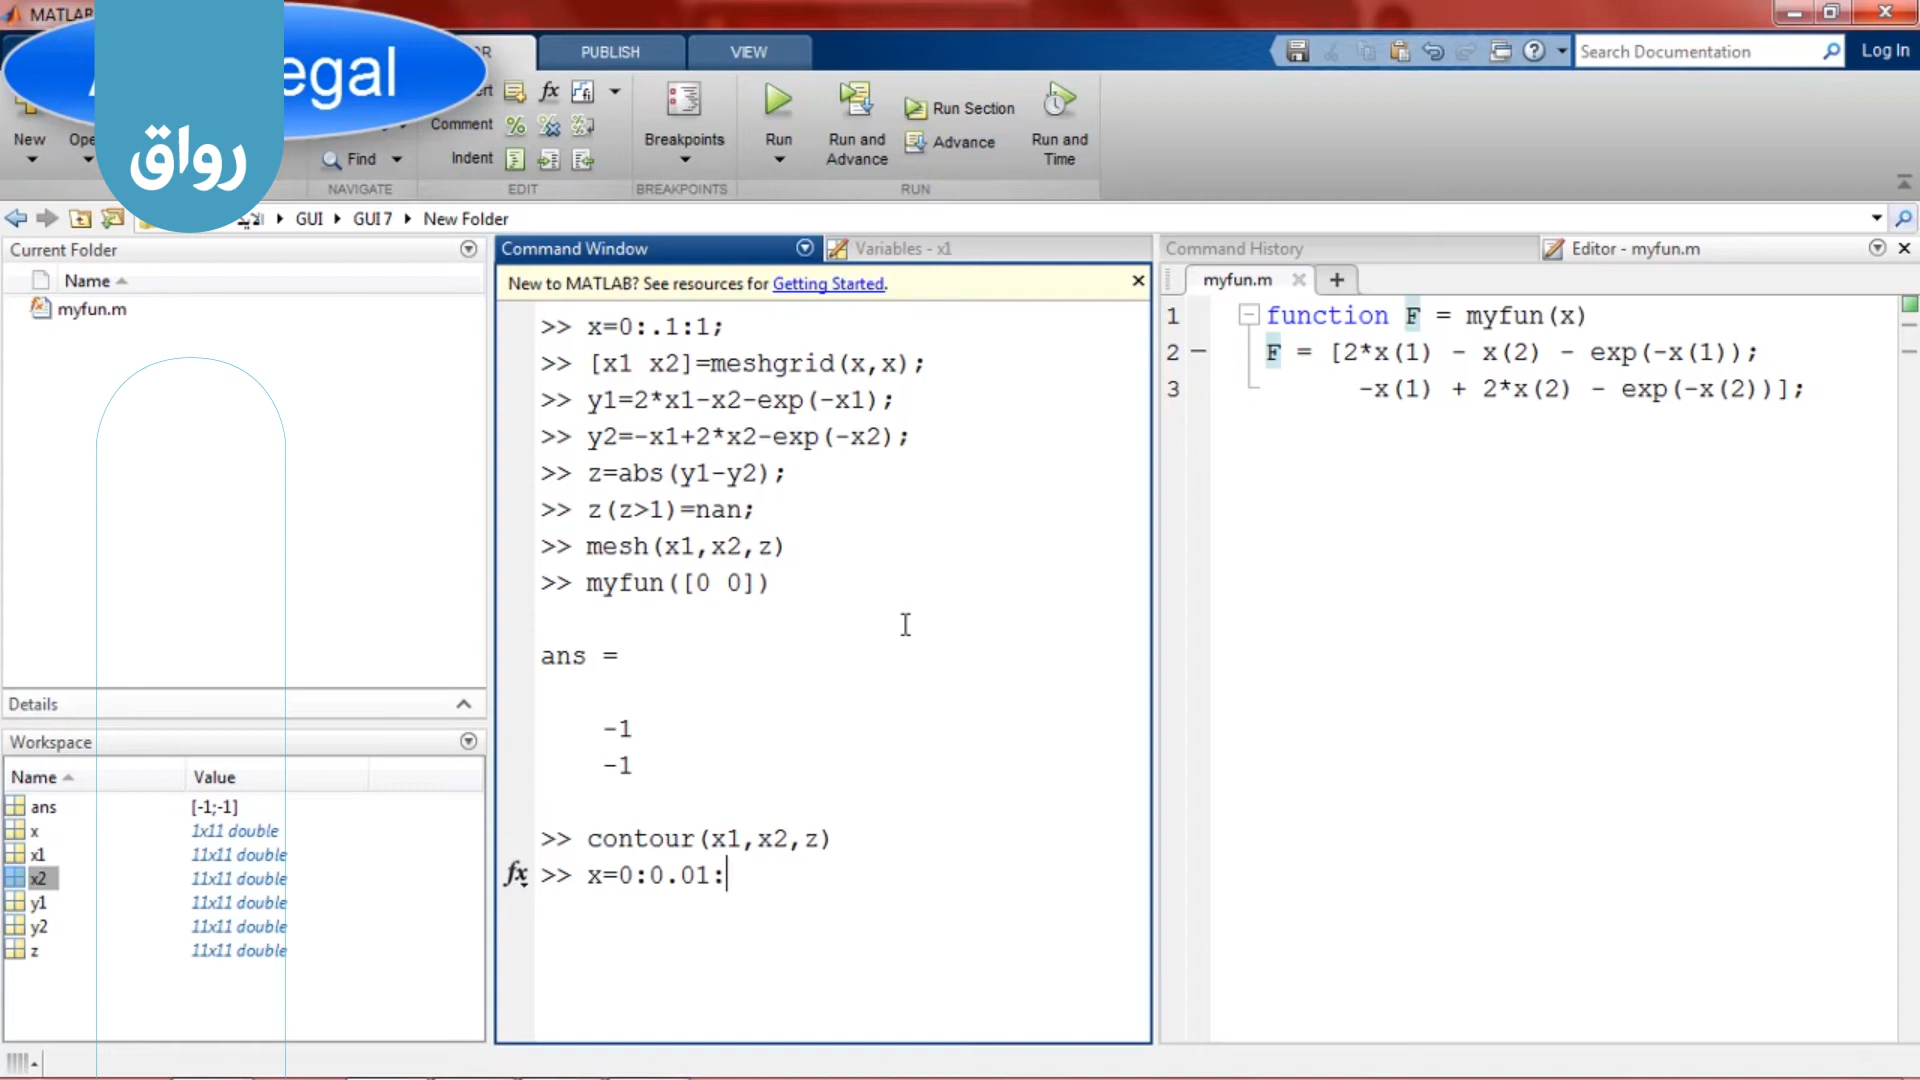 MATLAB
egal
OR
PUBLISH
VIEW
Search Documentation
Log In
رواق
New
Ope
Find
NAVIGATE
ert
fx
Comment
Indent
EDIT
Breakpoints
BREAKPOINTS
Run
Run and
Advance
Run Section
Advance
Run and
Time
RUN
GUI
GUI 7
New Folder
Current Folder
Name
myfun.m
Details
Workspace
Name Value
ans [-1;-1]
x 1x11 double
x1 11x11 double
x2 11x11 double
y1 11x11 double
y2 11x11 double
z 11x11 double
Command Window
Variables - x1
New to MATLAB? See resources for Getting Started.
>> x=0:.1:1;
>> [x1 x2]=meshgrid(x,x);
>> y1=2*x1-x2-exp(-x1);
>> y2=-x1+2*x2-exp(-x2);
>> z=abs(y1-y2);
>> z(z>1)=nan;
>> mesh(x1,x2,z)
>> myfun([0 0])
ans =
-1
-1
>> contour(x1,x2,z)
fx >> x=0:0.01:
Command History
Editor - myfun.m
myfun.m
1 function F = myfun(x)
2 F = [2*x(1) - x(2) - exp(-x(1));
3 -x(1) + 2*x(2) - exp(-x(2))];